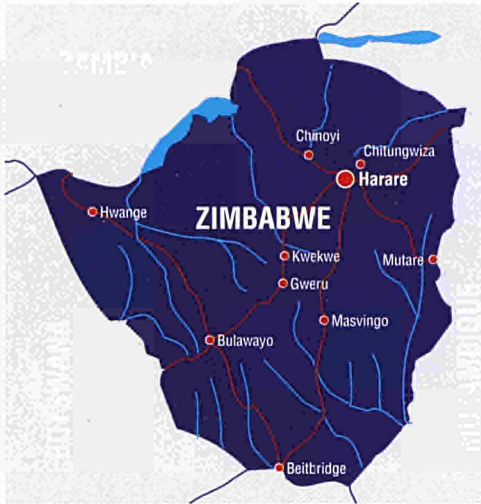 Chinoyi
Chitungwiza
Harare
Hwange
ZIMBABWE
Kwekwe
Mutare
Gweru
Masvingo
Bulawayo
Beitbridge